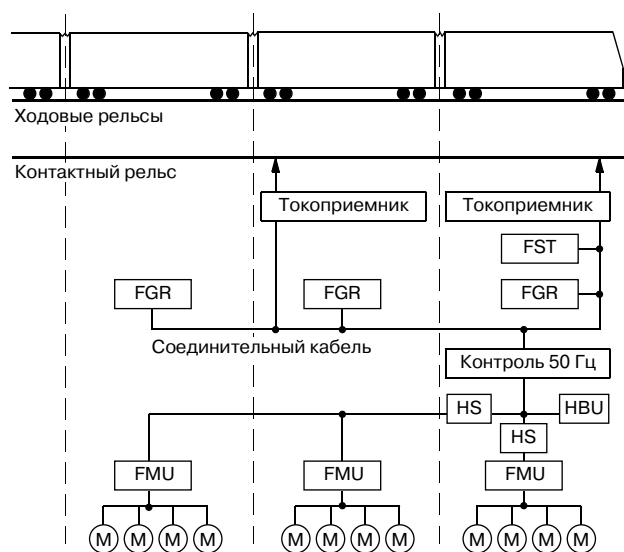 Ходовые рельсы
Контактный рельс
Токоприемник Токоприемник
FST
FGR FGR FGR
Соединительный кабель
Контроль 50 Гц
HS HBU
HS
FMU FMU FMU
M M M M M M M M M M M M